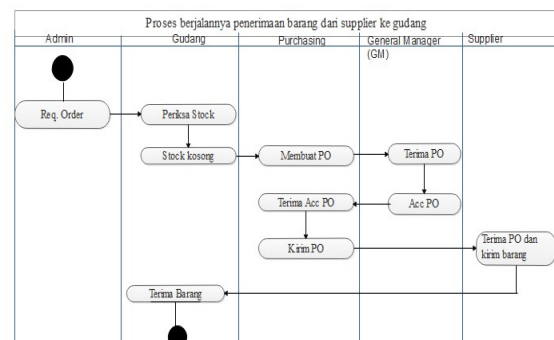 Proses berjalannya penerimaan barang dari supplier ke gudang
Admin
Gudang
Purchasing
General Manager
(GM)
Supplier
Req. Order
Periksa Stock
Stock kosong
Membuat PO
Terima PO
Terima Acc PO
Acc PO
Kirim PO
Terima PO dan
kirim barang
Terima Barang